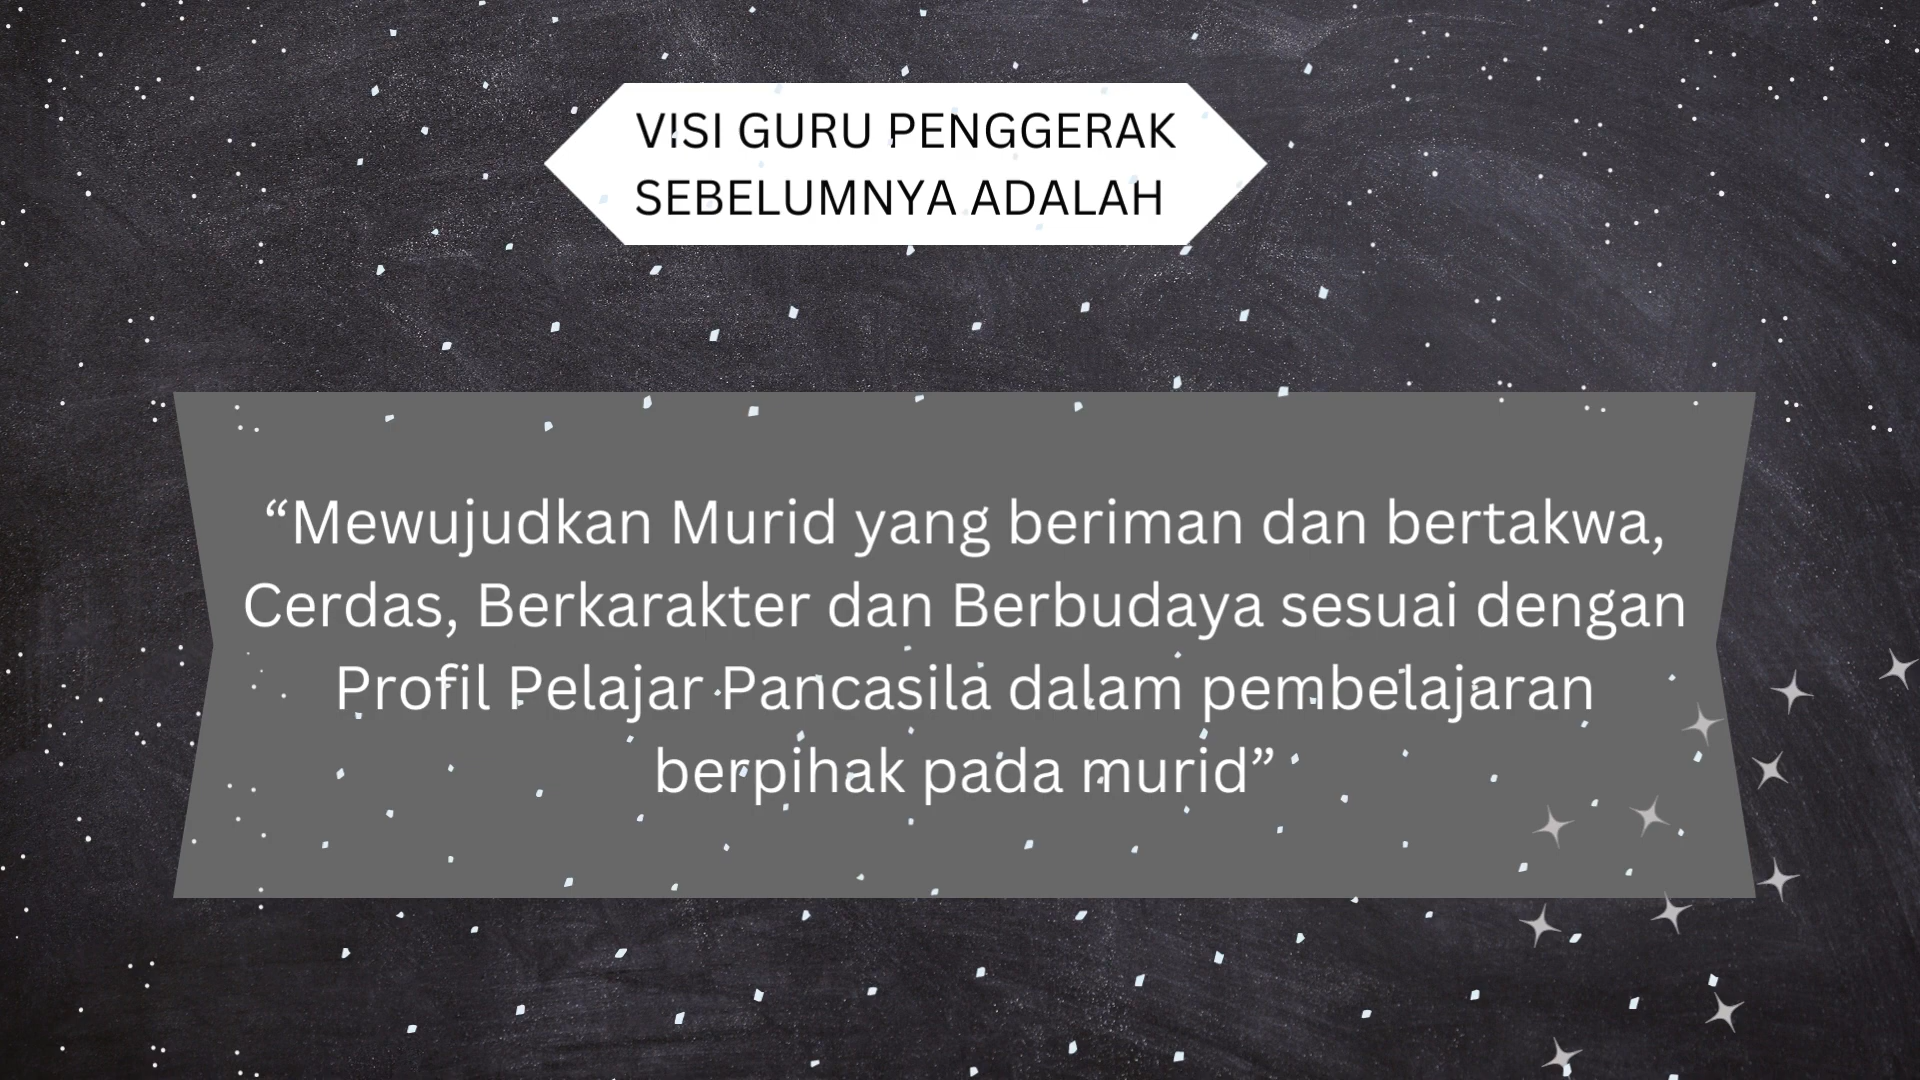 VISI GURU PENGGERAK
SEBELUMNYA ADALAH
“Mewujudkan Murid yang beriman dan bertakwa,
Cerdas, Berkarakter dan Berbudaya sesuai dengan
Profil Pelajar Pancasila dalam pembelajaran
berpihak pada murid”